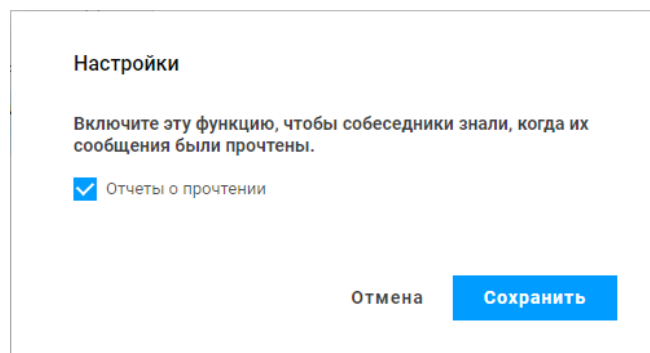 Настройки
Включите эту функцию, чтобы собеседники знали, когда их
сообщения были прочтены.
Отчеты о прочтении
Отмена
Сохранить